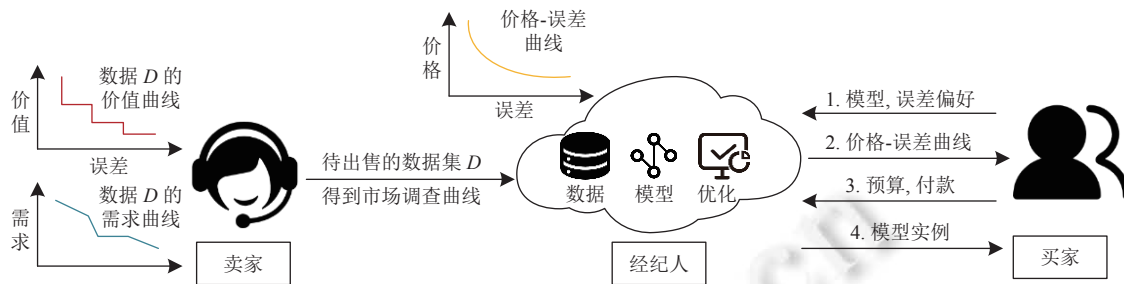 价值
数据 D 的
价值曲线
误差
需求
数据 D 的
需求曲线
卖家
待出售的数据集 D
得到市场调查曲线
价格
价格-误差
曲线
误差
数据
模型
优化
经纪人
1. 模型, 误差偏好
2. 价格-误差曲线
3. 预算, 付款
4. 模型实例
买家